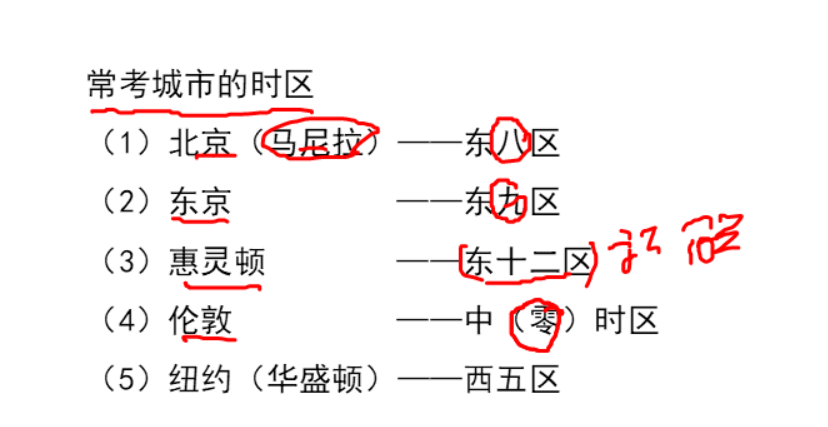 常考城市的时区
（1）北京（马尼拉）——东八区
（2）东京 ——东九区
（3）惠灵顿 ——东十二区
（4）伦敦 ——中（零）时区
（5）纽约（华盛顿）——西五区